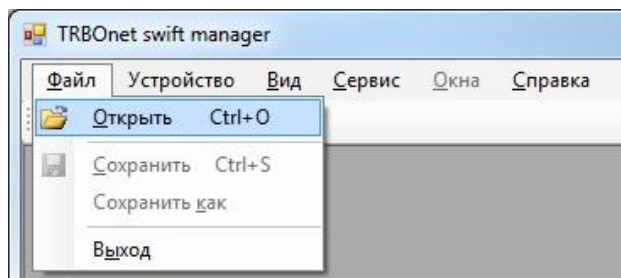 TRBOnet swift manager
Файл Устройство Вид Сервис Окна Справка
Открыть Ctrl+O
Сохранить Ctrl+S
Сохранить как
Выход